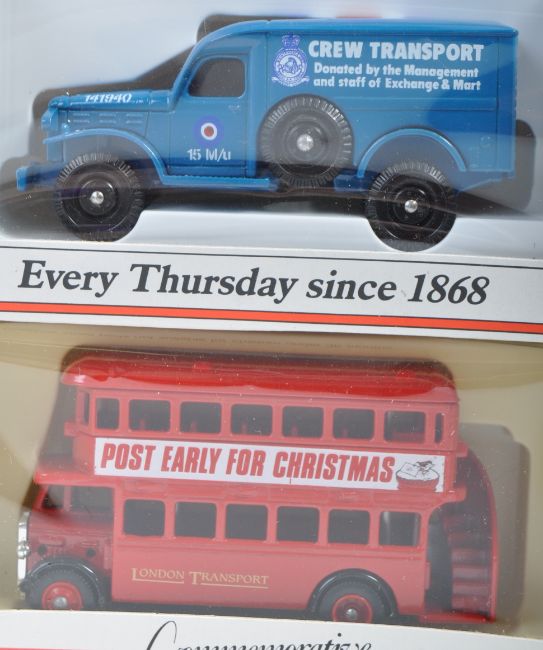 CREW TRANSPORT
Donated by the Management
and staff of Exchange & Mart
141940
15 M/U
Every Thursday since 1868
POST EARLY FOR CHRISTMAS
LONDON TRANSPORT
Commemorative